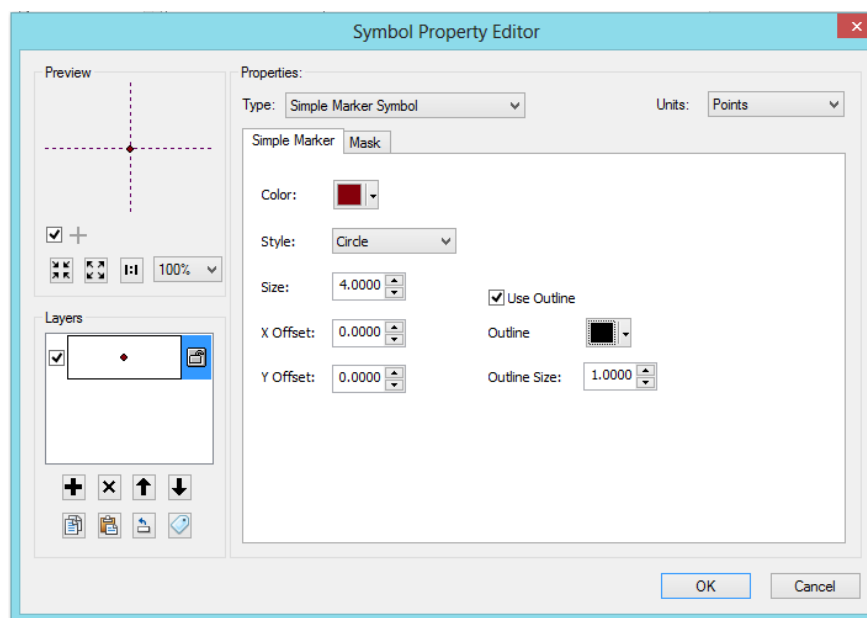 Symbol Property Editor
Preview
100%
Layers
Properties:
Type: Simple Marker Symbol
Units: Points
Simple Marker Mask
Color:
Style: Circle
Size: 4.0000
Use Outline
X Offset: 0.0000
Outline
Y Offset: 0.0000
Outline Size: 1.0000
OK Cancel